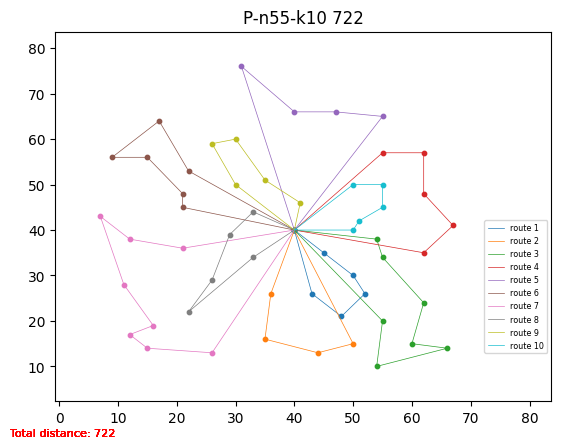 P-n55-k10 722
80
70
60
50
40
30
20
10
0 10 20 30 40 50 60 70 80
route 1
route 2
route 3
route 4
route 5
route 6
route 7
route 8
route 9
route 10
Total distance: 722